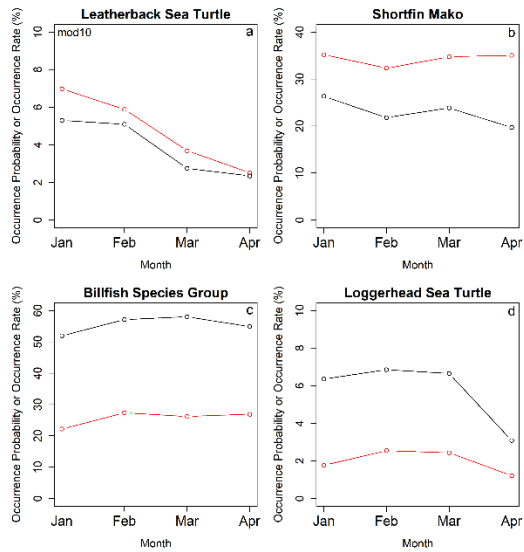 Leatherback Sea Turtle
mod10
a
Occurrence Probability or Occurrence Rate (%)
10
8
6
4
2
0
Jan Feb Mar Apr
Month
Shortfin Mako
b
Occurrence Probability or Occurrence Rate (%)
40
30
20
10
0
Jan Feb Mar Apr
Month
Billfish Species Group
c
Occurrence Probability or Occurrence Rate (%)
60
50
40
30
20
10
0
Jan Feb Mar Apr
Month
Loggerhead Sea Turtle
d
Occurrence Probability or Occurrence Rate (%)
10
8
6
4
2
0
Jan Feb Mar Apr
Month